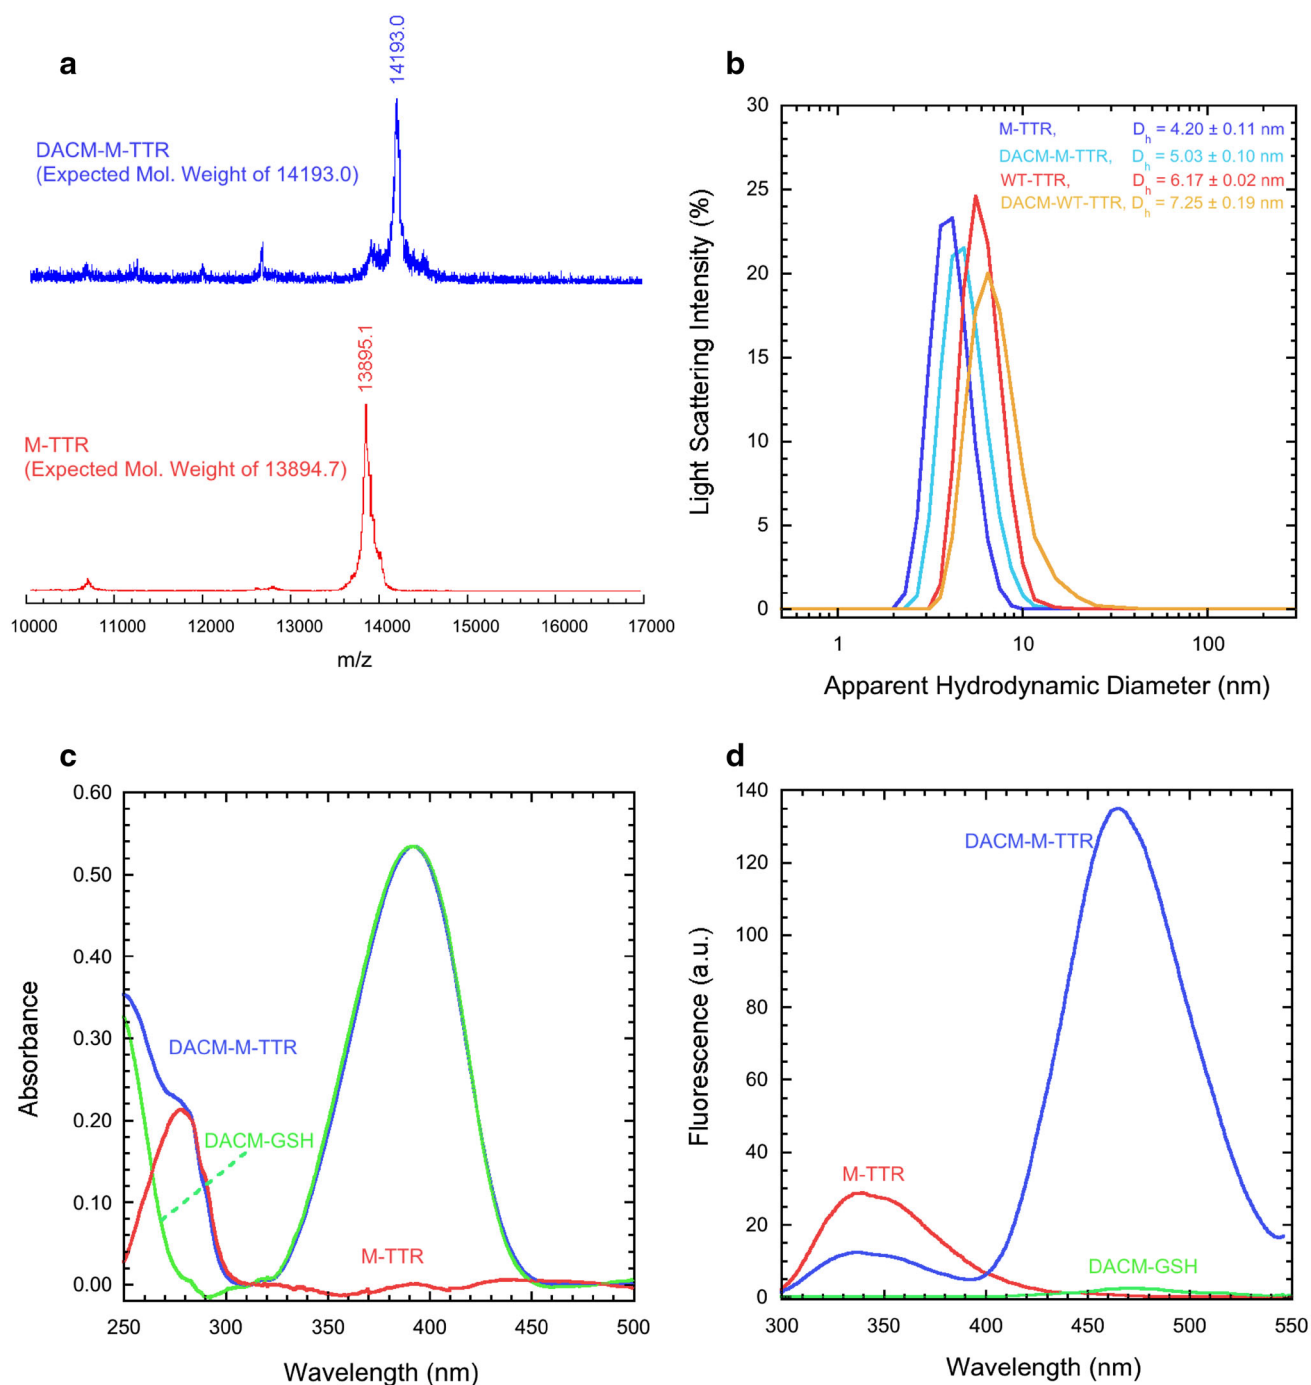 a
14193.0
DACM-M-TTR
(Expected Mol. Weight of 14193.0)
13895.1
M-TTR
(Expected Mol. Weight of 13894.7)
10000 11000 12000 13000 14000 15000 16000 17000
m/z
b
30
25
20
15
10
5
0
Light Scattering Intensity (%)
M-TTR, Dh = 4.20 ± 0.11 nm
DACM-M-TTR, Dh = 5.03 ± 0.10 nm
WT-TTR, Dh = 6.17 ± 0.02 nm
DACM-WT-TTR, Dh = 7.25 ± 0.19 nm
1 10 100
Apparent Hydrodynamic Diameter (nm)
c
0.60
0.50
0.40
0.30
0.20
0.10
0.00
Absorbance
DACM-M-TTR
DACM-GSH
M-TTR
250 300 350 400 450 500
Wavelength (nm)
d
140
120
100
80
60
40
20
0
Fluorescence (a.u.)
DACM-M-TTR
M-TTR
DACM-GSH
300 350 400 450 500 550
Wavelength (nm)